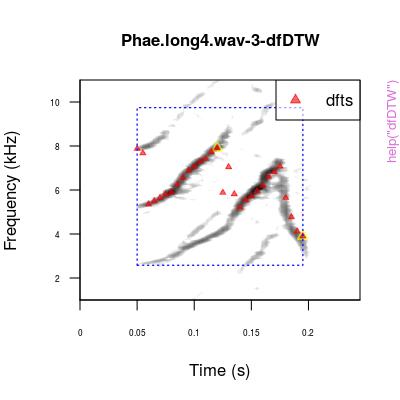 Phae.long4.wav-3-dfDTW
dfts
help("dfDTW")
Frequency (kHz)
10
8
6
4
2
0
0.05
0.1
0.15
0.2
Time (s)